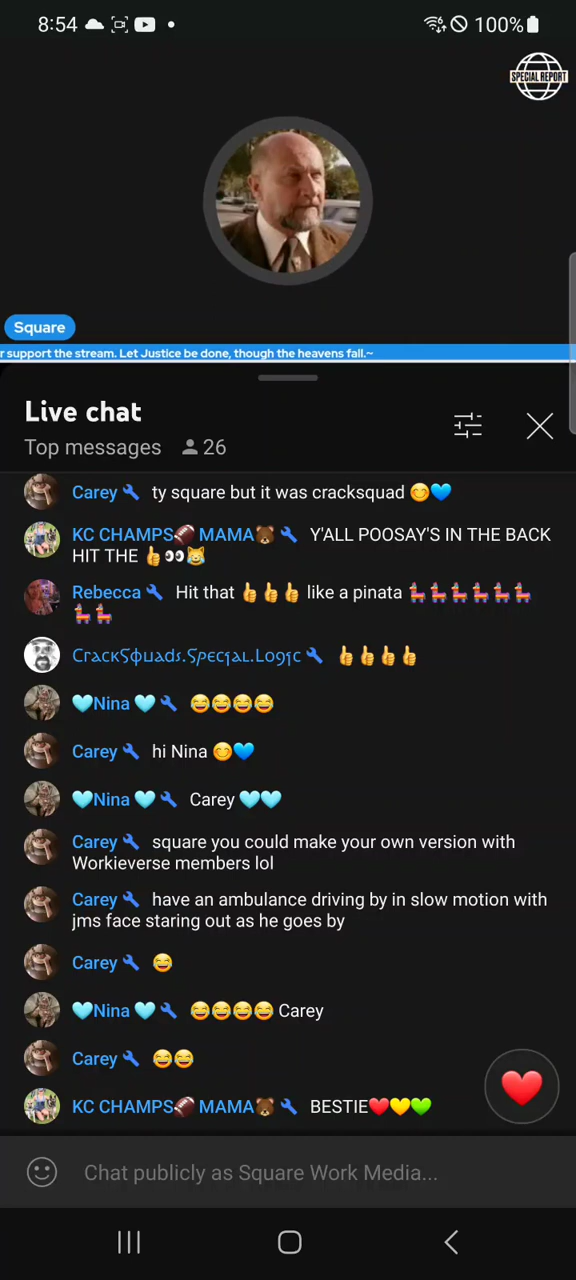 8:54
100%
SPECIAL REPORT
Square
r support the stream. Let Justice be done, though the heavens fall.~
Live chat
Top messages 26
Carey ty square but it was cracksquad 😊💙
KC CHAMPS🏈 MAMA🐻 Y'ALL POOSAY'S IN THE BACK
HIT THE 👍👀😹
Rebecca Hit that 👍👍👍 like a pinata 🪅🪅🪅🪅🪅🪅
🪅🪅
CrackSquads.Special.Logic 👍👍👍👍
🩵Nina 🩵 😂😂😂😂
Carey hi Nina 😊💙
🩵Nina 🩵 Carey 🩵🩵
Carey square you could make your own version with
Workieverse members lol
Carey have an ambulance driving by in slow motion with
jms face staring out as he goes by
Carey 😅
🩵Nina 🩵 😂😂😂😂 Carey
Carey 😂😂
KC CHAMPS🏈 MAMA🐻 BESTIE❤️💛💚
Chat publicly as Square Work Media...